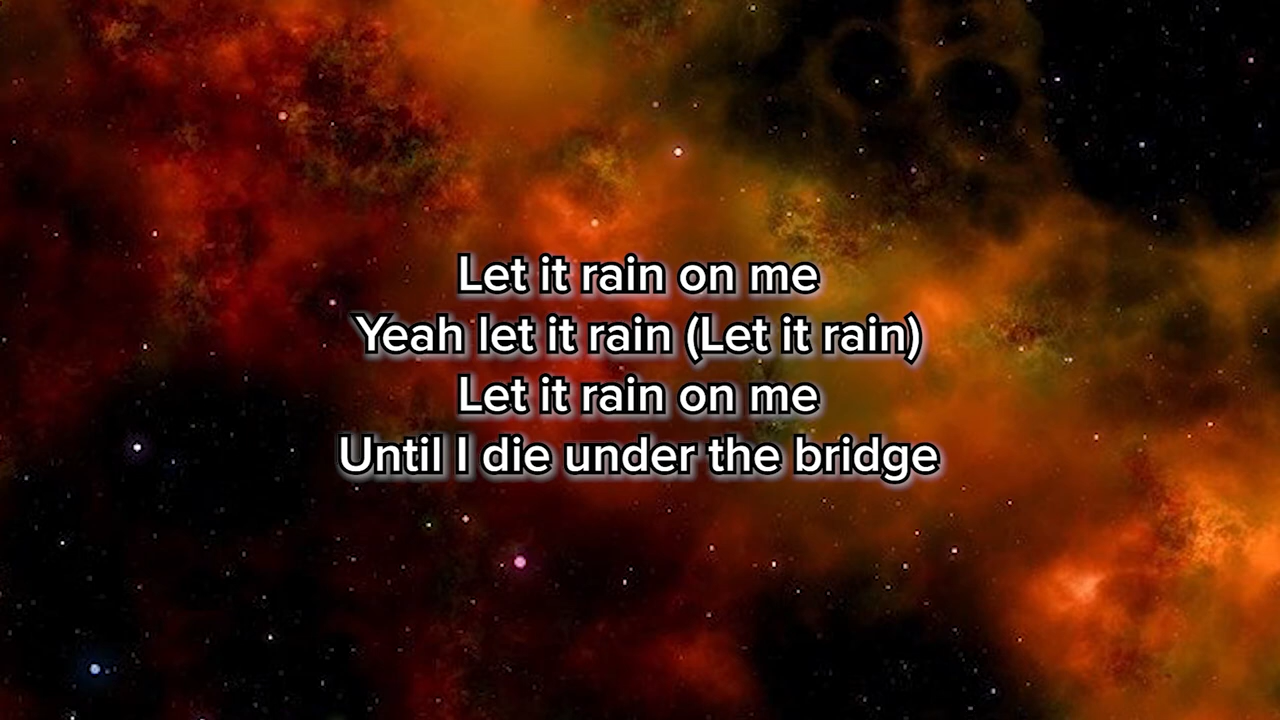 Let it rain on me
Yeah let it rain (Let it rain)
Let it rain on me
Until I die under the bridge